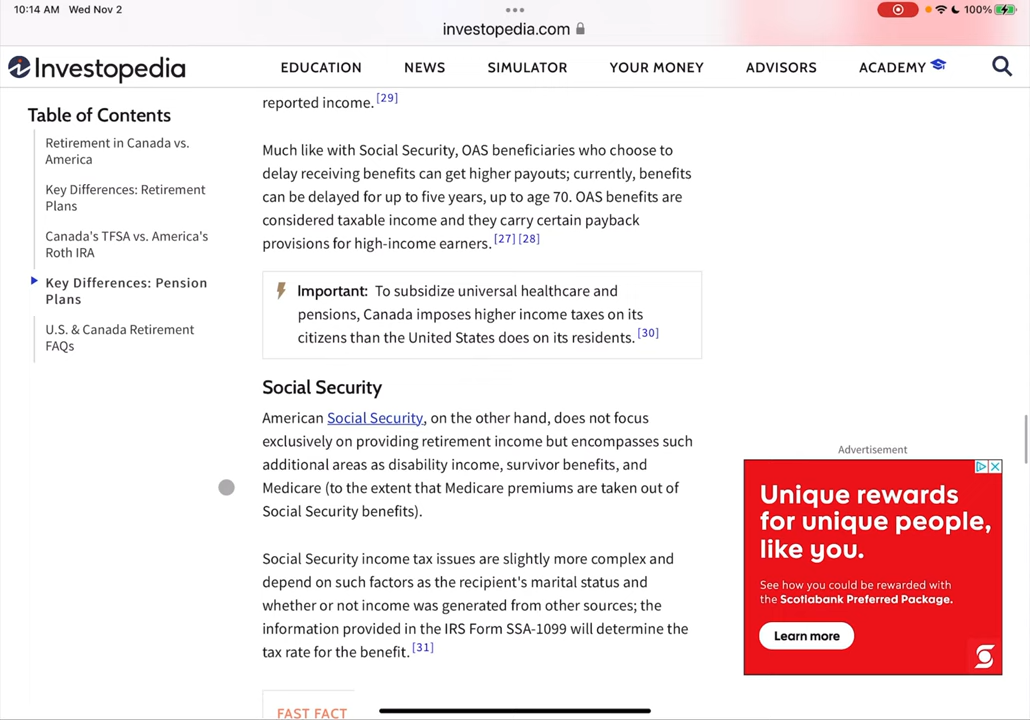 10:14 AM Wed Nov 2
100%
investopedia.com
Investopedia
EDUCATION NEWS SIMULATOR YOUR MONEY ADVISORS ACADEMY
Table of Contents
Retirement in Canada vs.
America
Key Differences: Retirement
Plans
Canada's TFSA vs. America's
Roth IRA
Key Differences: Pension
Plans
U.S. & Canada Retirement
FAQs
reported income. [29]
Much like with Social Security, OAS beneficiaries who choose to
delay receiving benefits can get higher payouts; currently, benefits
can be delayed for up to five years, up to age 70. OAS benefits are
considered taxable income and they carry certain payback
provisions for high-income earners. [27] [28]
Important: To subsidize universal healthcare and
pensions, Canada imposes higher income taxes on its
citizens than the United States does on its residents. [30]
Social Security
American Social Security, on the other hand, does not focus
exclusively on providing retirement income but encompasses such
additional areas as disability income, survivor benefits, and
Medicare (to the extent that Medicare premiums are taken out of
Social Security benefits).
Social Security income tax issues are slightly more complex and
depend on such factors as the recipient's marital status and
whether or not income was generated from other sources; the
information provided in the IRS Form SSA-1099 will determine the
tax rate for the benefit. [31]
FAST FACT
Advertisement
Unique rewards
for unique people,
like you.
See how you could be rewarded with
the Scotiabank Preferred Package.
Learn more